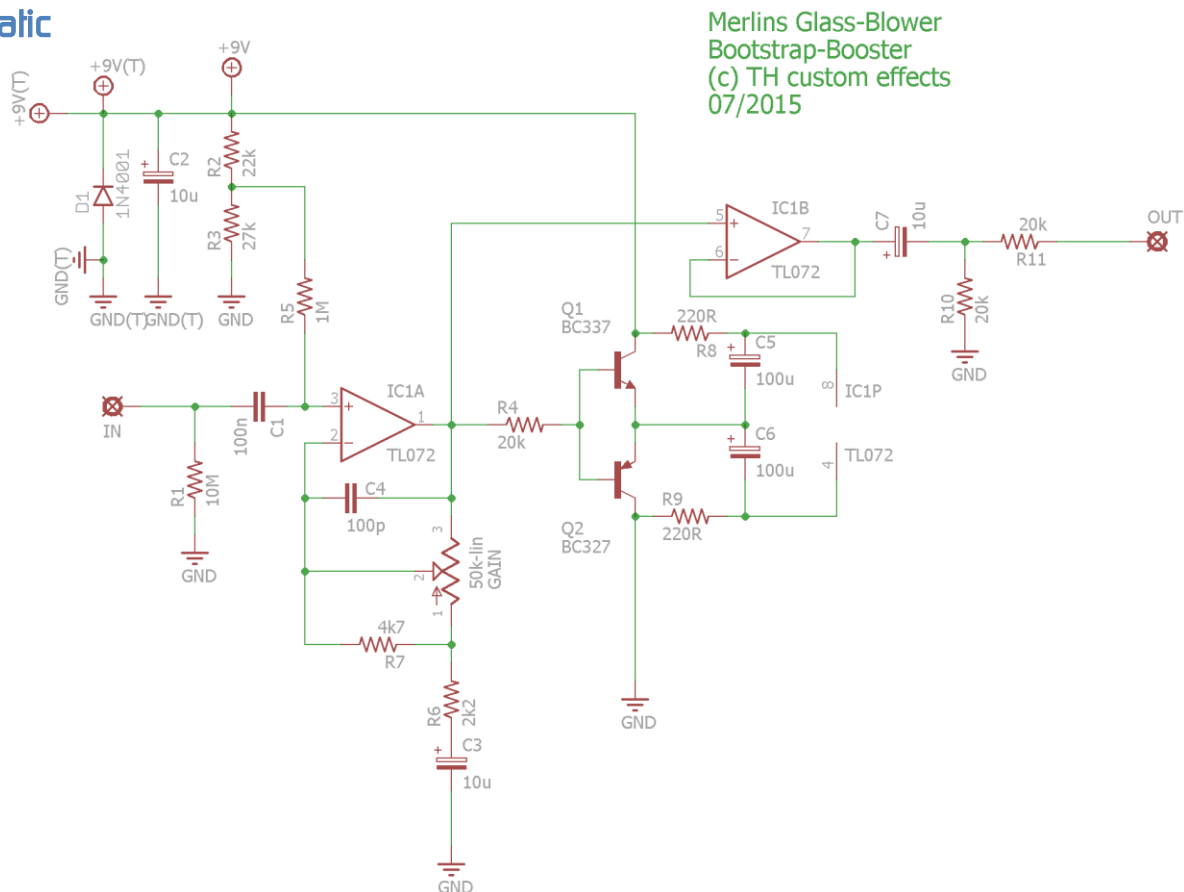 atic
Merlins Glass-Blower
Bootstrap-Booster
(c) TH custom effects
07/2015
+9V(T)
+9V(T)
+9V
D1
1N4001
C2
+
10u
R2
22k
R3
27k
GND(T)
GND(T)
GND(T)
GND
R5
1M
IN
R1
10M
GND
100n
C1
3
+
2
−
1
IC1A
TL072
C4
100p
3
2
1
50k-lin
GAIN
4k7
R7
R6
2k2
C3
+
10u
GND
R4
20k
Q1
BC337
Q2
BC327
220R
R8
C5
+
100u
C6
+
100u
R9
220R
8
IC1P
4
TL072
GND
5
+
6
−
7
IC1B
TL072
C7
10u
+
R10
20k
GND
20k
R11
OUT